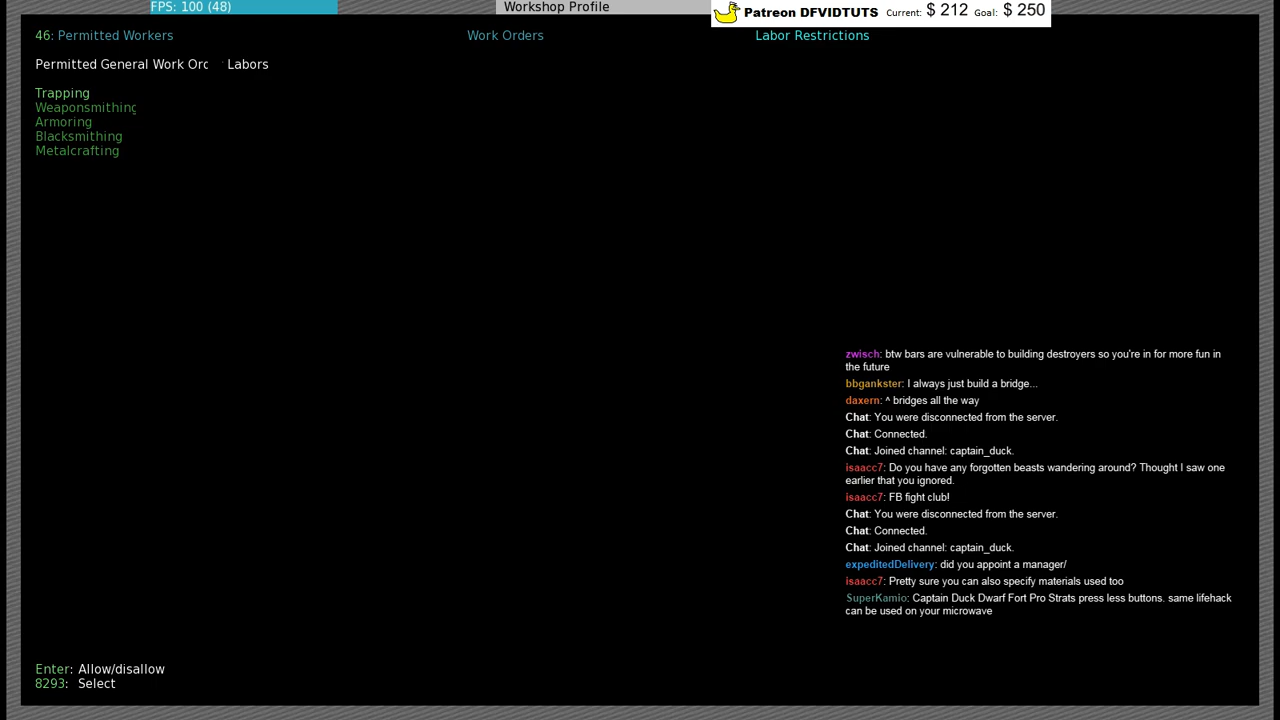 FPS: 100 (48)
Workshop Profile
Patreon DFVIDTUTS Current: $ 212 Goal: $ 250
46: Permitted Workers
Work Orders
Labor Restrictions
Permitted General Work Orc Labors
Trapping
Weaponsmithing
Armoring
Blacksmithing
Metalcrafting
zwisch: btw bars are vulnerable to building destroyers so you're in for more fun in
the future
bbgankster: I always just build a bridge...
daxern: ^ bridges all the way
Chat: You were disconnected from the server.
Chat: Connected.
Chat: Joined channel: captain_duck.
isaacc7: Do you have any forgotten beasts wandering around? Thought I saw one
earlier that you ignored.
isaacc7: FB fight club!
Chat: You were disconnected from the server.
Chat: Connected.
Chat: Joined channel: captain_duck.
expeditedDelivery: did you appoint a manager/
isaacc7: Pretty sure you can also specify materials used too
SuperKamio: Captain Duck Dwarf Fort Pro Strats press less buttons. same lifehack
can be used on your microwave
Enter: Allow/disallow
8293: Select